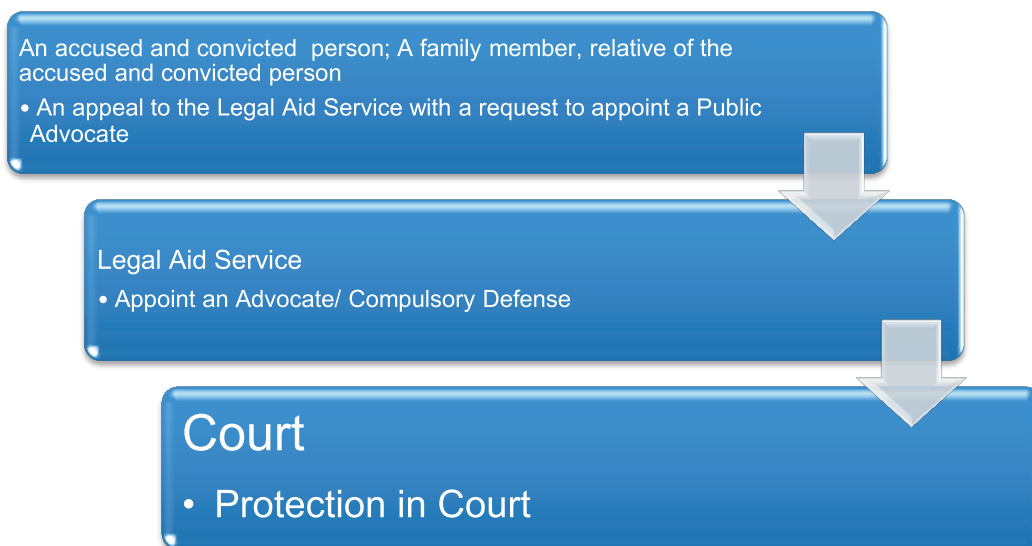 An accused and convicted  person; A family member, relative of the
accused and convicted person
• An appeal to the Legal Aid Service with a request to appoint a Public
Advocate
Legal Aid Service
• Appoint an Advocate/ Compulsory Defense
Court
• Protection in Court